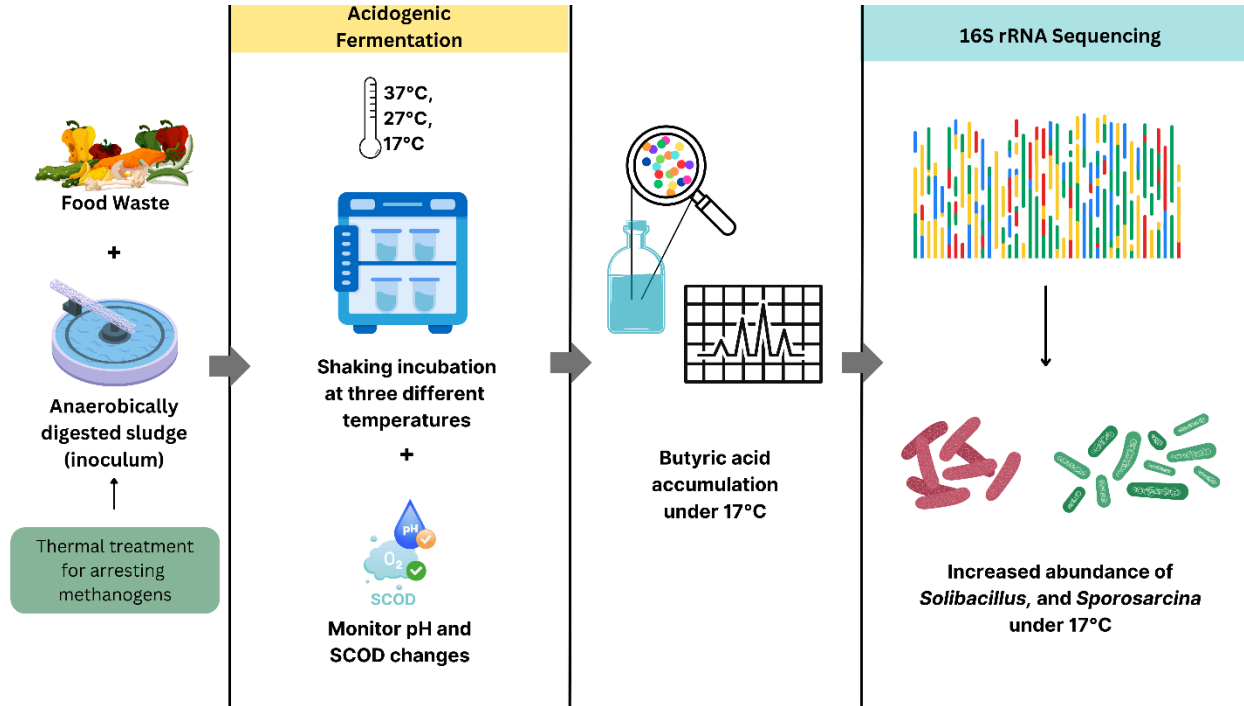 Food Waste
+
Anaerobically
digested sludge
(inoculum)
Thermal treatment
for arresting
methanogens
Acidogenic
Fermentation
37°C,
27°C,
17°C
Shaking incubation
at three different
temperatures
+
pH
O₂
SCOD
Monitor pH and
SCOD changes
Butyric acid
accumulation
under 17°C
16S rRNA Sequencing
Increased abundance of
Solibacillus, and Sporosarcina
under 17°C